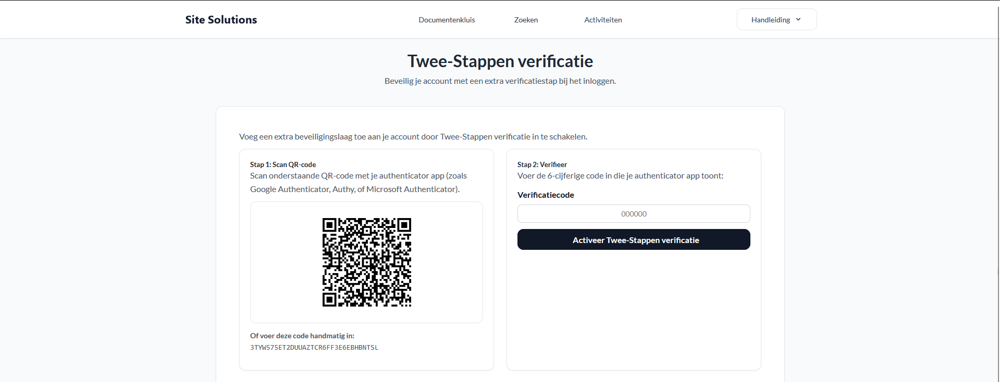 Site Solutions
Documentenkluis
Zoeken
Activiteiten
Handleiding
Twee-Stappen verificatie
Beveilig je account met een extra verificatiestap bij het inloggen.
Voeg een extra beveiligingslaag toe aan je account door Twee-Stappen verificatie in te schakelen.
Stap 1: Scan QR-code
Scan onderstaande QR-code met je authenticator app (zoals
Google Authenticator, Authy, of Microsoft Authenticator).
Of voer deze code handmatig in:
3TYW575ET2DUUAZTCR6FF3E6EBHBNTSL
Stap 2: Verifieer
Voer de 6-cijferige code in die je authenticator app toont:
Verificatiecode
000000
Activeer Twee-Stappen verificatie